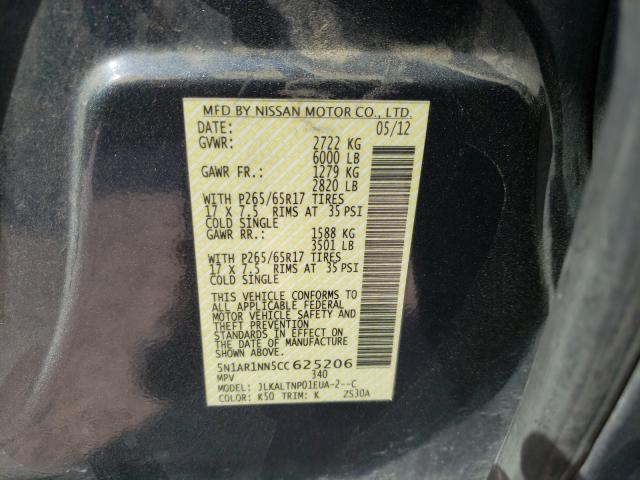 MFD BY NISSAN MOTOR CO., LTD.
DATE: 05/12
GVWR: 2722 KG
6000 LB
GAWR FR.: 1279 KG
2820 LB
WITH P265/65R17 TIRES
17 X 7.5 RIMS AT 35 PSI
COLD SINGLE
GAWR RR.: 1588 KG
3501 LB
WITH P265/65R17 TIRES
17 X 7.5 RIMS AT 35 PSI
COLD SINGLE
THIS VEHICLE CONFORMS TO
ALL APPLICABLE FEDERAL
MOTOR VEHICLE SAFETY AND
THEFT PREVENTION
STANDARDS IN EFFECT ON
THE DATE OF MANUFACTURE
SHOWN ABOVE.
5N1AR1NN5CC625206
MPV 340
MODEL: JLKALTNP01EUA-2--C
COLOR: K50 TRIM: K ZS30A